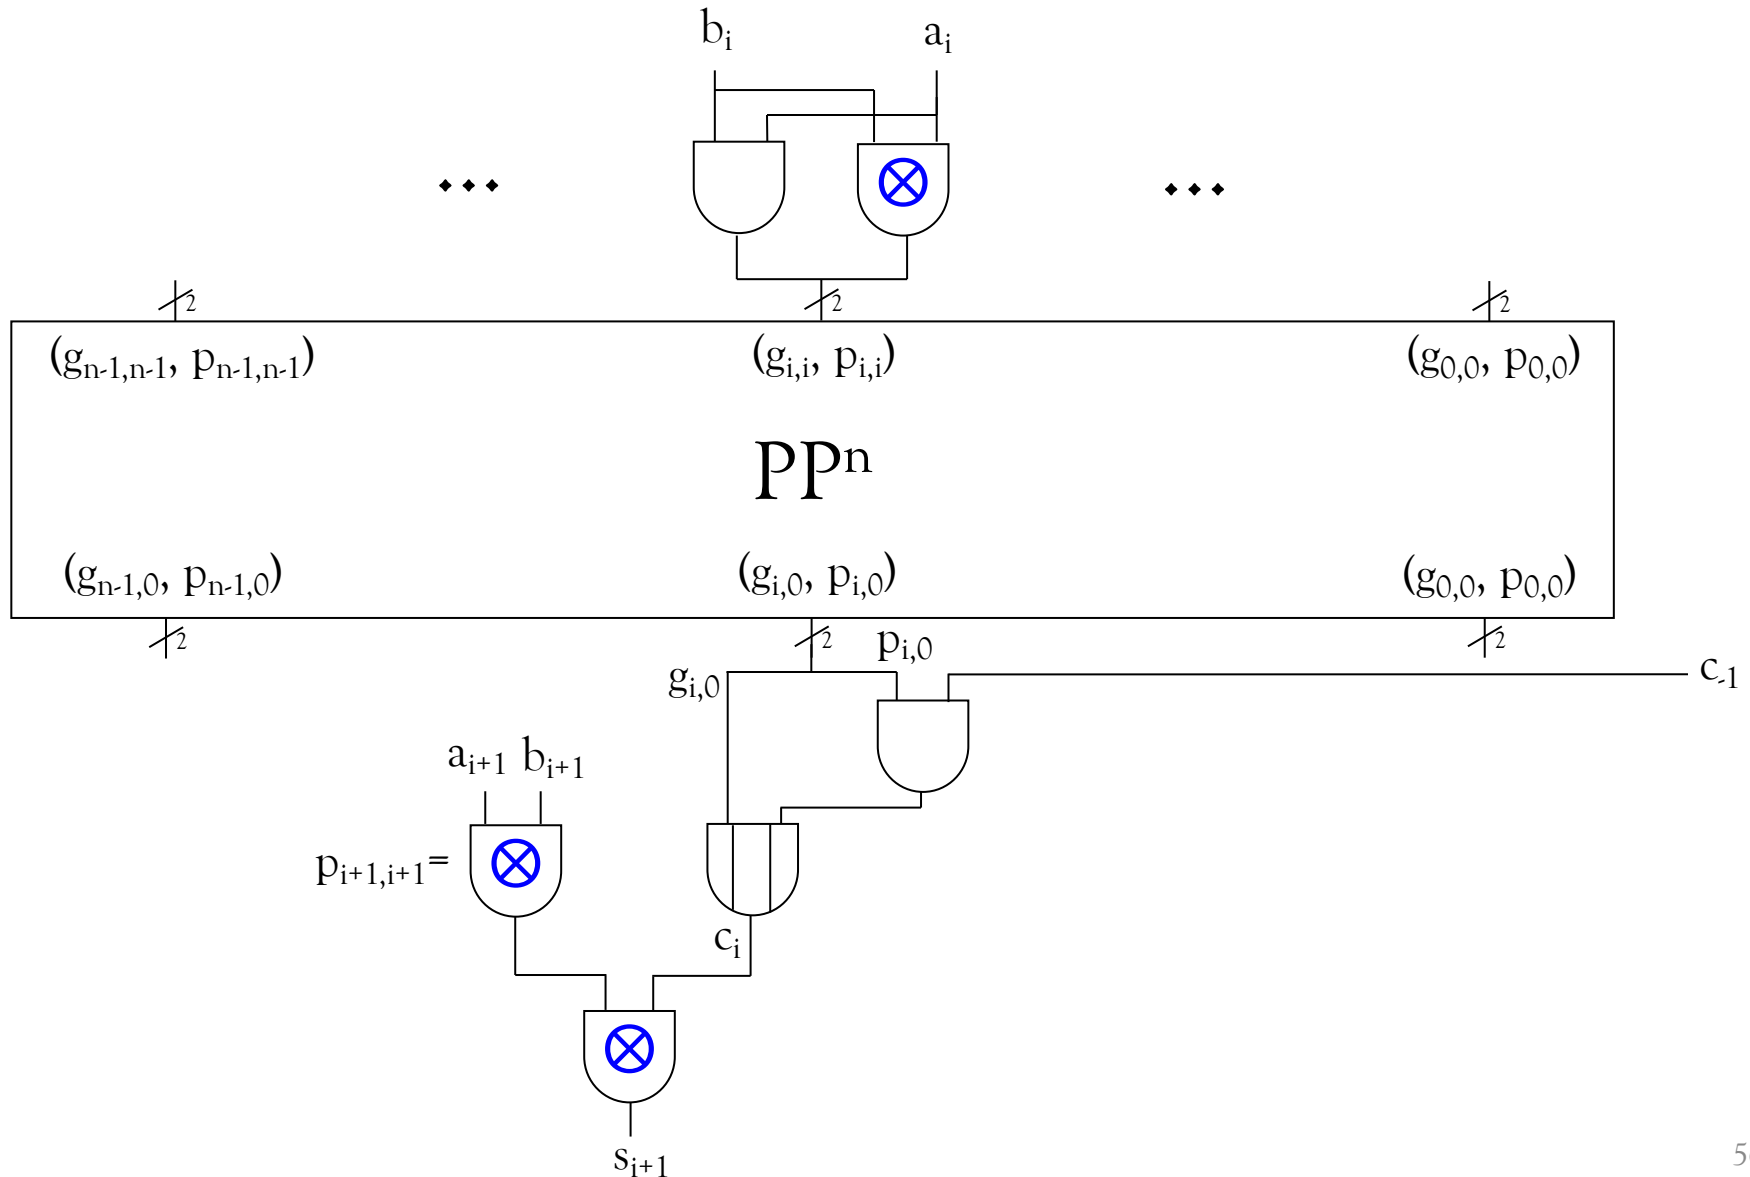 bᵢ aᵢ
... ...
2 2 2
(gₙ₋₁,ₙ₋₁, pₙ₋₁,ₙ₋₁) (gᵢ,ᵢ, pᵢ,ᵢ) (g₀,₀, p₀,₀)
PPⁿ
(gₙ₋₁,₀, pₙ₋₁,₀) (gᵢ,₀, pᵢ,₀) (g₀,₀, p₀,₀)
2 2 2
pᵢ,₀
gᵢ,₀ c₋₁
aᵢ₊₁ bᵢ₊₁
pᵢ₊₁,ᵢ₊₁=
cᵢ
sᵢ₊₁